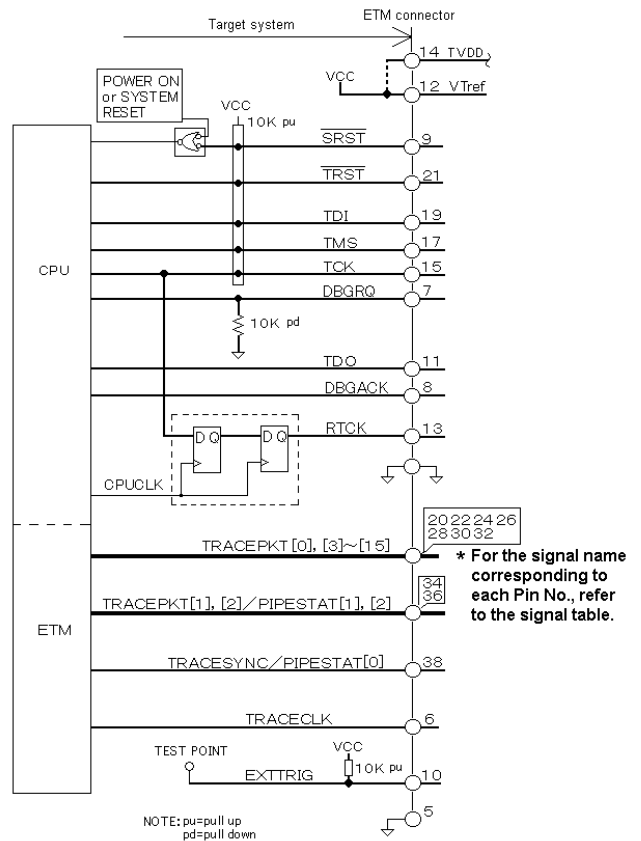 ETM connector
Target system
14 TVDD
VCC
12 VTref
POWER ON
or SYSTEM
RESET
VCC
10K pu
SRST
9
TRST
21
TDI
19
TMS
17
CPU
TCK
15
DBGRQ
7
10K pd
TDO
11
DBGACK
8
D Q
D Q
RTCK
13
CPUCLK
20 22 24 26
28 30 32
TRACEPKT [0], [3]~[15]
* For the signal name
corresponding to
each Pin No., refer
to the signal table.
34
36
TRACEPKT[1], [2]/PIPESTAT[1], [2]
ETM
TRACESYNC/PIPESTAT[0]
38
TRACECLK
6
TEST POINT
VCC
10K pu
EXTTRIG
10
5
NOTE: pu=pull up
pd=pull down